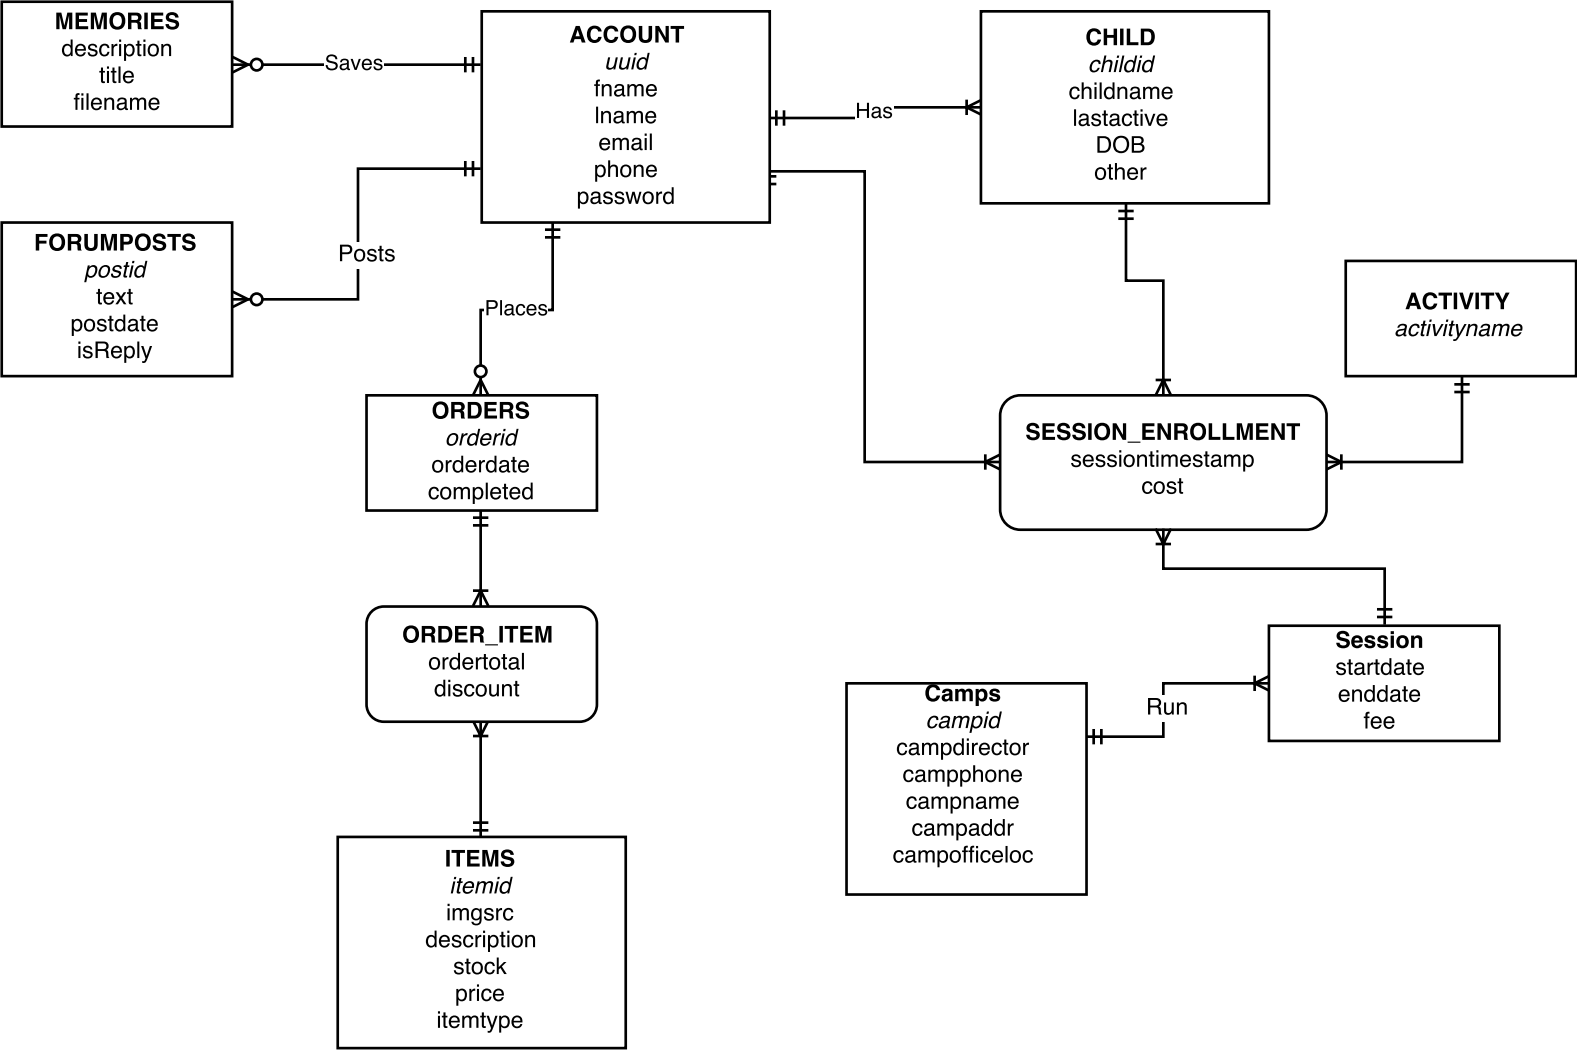 MEMORIES
description
title
filename
Saves
ACCOUNT
uuid
fname
lname
email
phone
password
Has
CHILD
childid
childname
lastactive
DOB
other
FORUMPOSTS
postid
text
postdate
isReply
Posts
Places
ORDERS
orderid
orderdate
completed
ACTIVITY
activityname
SESSION_ENROLLMENT
sessiontimestamp
cost
ORDER_ITEM
ordertotal
discount
Session
startdate
enddate
fee
Run
Camps
campid
campdirector
campphone
campname
campaddr
campofficeloc
ITEMS
itemid
imgsrc
description
stock
price
itemtype